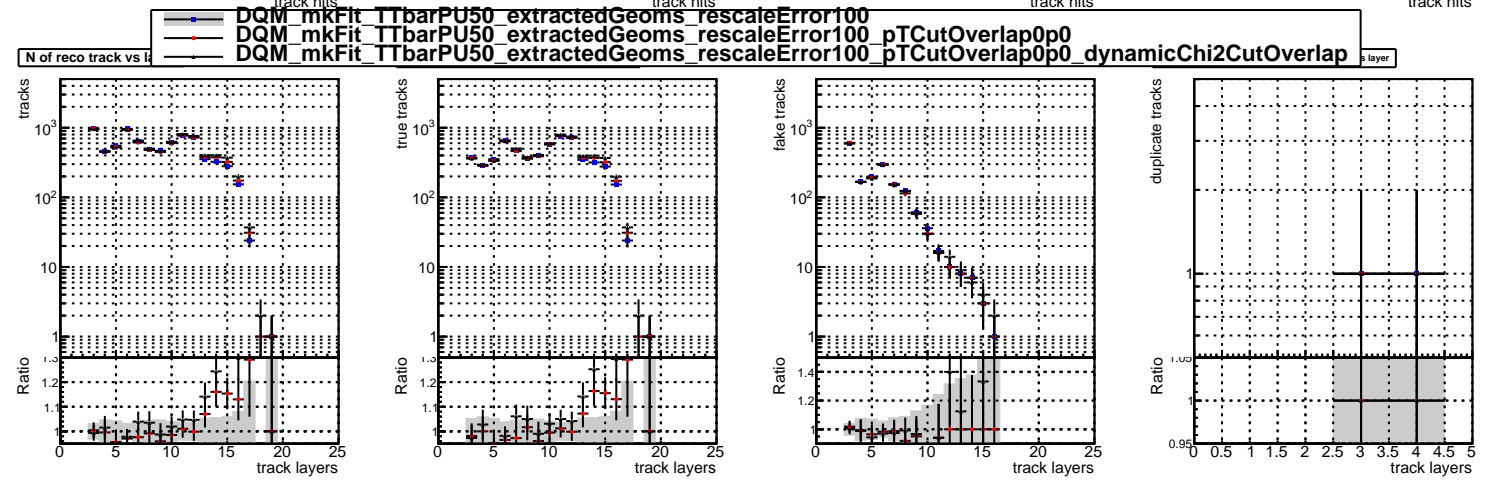 track hits track hits track hits track hits
DQM_mkFit_TTbarPU50_extractedGeoms_rescaleError100
DQM_mkFit_TTbarPU50_extractedGeoms_rescaleError100_pTCutOverlap0p0
DQM_mkFit_TTbarPU50_extractedGeoms_rescaleError100_pTCutOverlap0p0_dynamicChi2CutOverlap
N of reco track vs la
s layer
tracks
10³
10²
10
1
Ratio
1.3
1.2
1.1
1
0 5 10 15 20 25
track layers
true tracks
10³
10²
10
1
Ratio
1.3
1.2
1.1
1
0 5 10 15 20 25
track layers
fake tracks
10³
10²
10
1
Ratio
1.4
1.2
1
0 5 10 15 20 25
track layers
duplicate tracks
1
Ratio
1.05
1
0.95
0 0.5 1 1.5 2 2.5 3 3.5 4 4.5 5
track layers